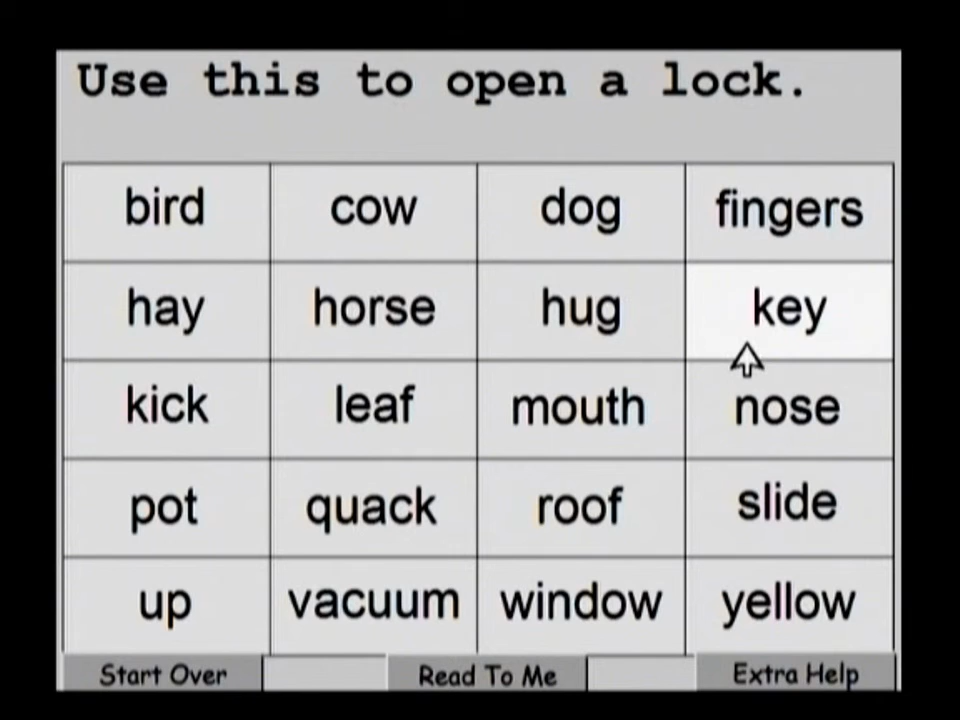 Use this to open a lock.
bird cow dog fingers
hay horse hug key
kick leaf mouth nose
pot quack roof slide
up vacuum window yellow
Start Over Read To Me Extra Help